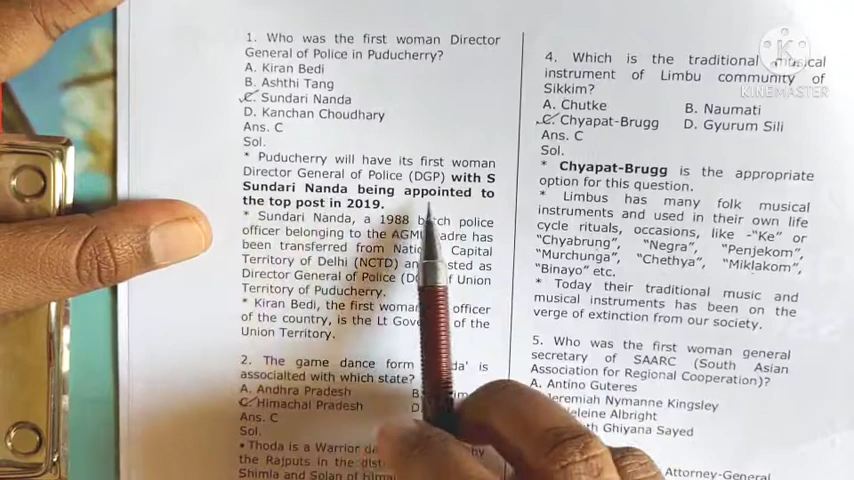 1. Who was the first woman Director
General of Police in Puducherry?
A. Kiran Bedi
B. Ashthi Tang
C. Sundari Nanda
D. Kanchan Choudhary
Ans. C
Sol.
* Puducherry will have its first woman
Director General of Police (DGP) with S
Sundari Nanda being appointed to
the top post in 2019.
* Sundari Nanda, a 1988 batch police
officer belonging to the AGMU cadre has
been transferred from Capital
Territory of Delhi (NCTD) posted as
Director General of Police of Union
Territory of Puducherry.
* Kiran Bedi, the first officer
of the country, is the Lt of the
Union Territory.
2. The game dance form is
associalted with which state?
A. Andhra Pradesh
C. Himachal Pradesh
Ans. C
Sol.
* Thoda is a Warrior
the Rajputs in the
Shimla and Solan of
4. Which is the traditional musical
instrument of Limbu community of
Sikkim?
A. Chutke B. Naumati
C. Chyapat-Brugg D. Gyurum Sili
Ans. C
Sol.
* Chyapat-Brugg is the appropriate
option for this question.
* Limbus has many folk musical
instruments and used in their own life
cycle rituals, occasions, like -"Ke" or
"Chyabrung", "Negra", "Penjekom",
"Murchunga", "Chethya", "Miklakom",
"Binayo" etc.
* Today their traditional music and
musical instruments has been on the
verge of extinction from our society.
5. Who was the first woman general
secretary of SAARC (South Asian
Association for Regional Cooperation)?
A. Antino Guteres
Jeremiah Nymanne Kingsley
Albright
Ghiyana Sayed
Attorney-General
K
KINEMASTER